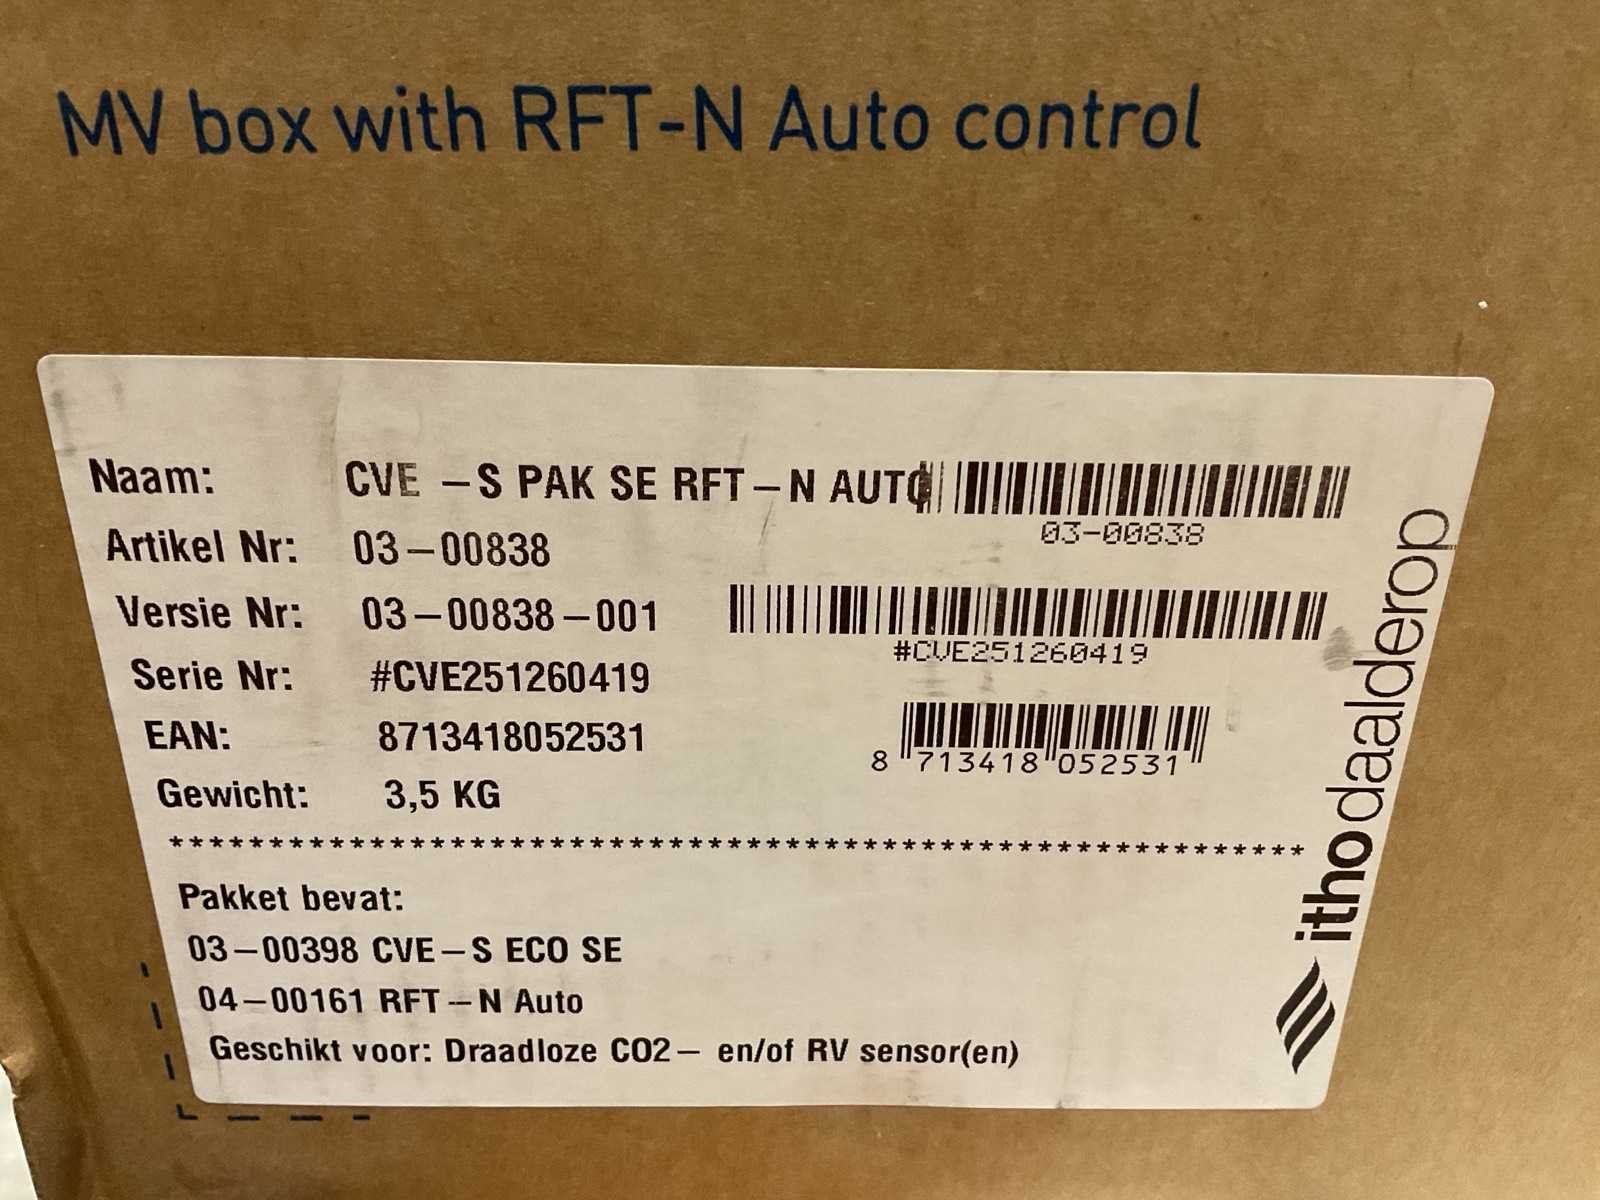 MV box with RFT-N Auto control
Naam: CVE -S PAK SE RFT-N AUTO
03-00838
Artikel Nr: 03-00838
Versie Nr: 03-00838-001
#CVE251260419
Serie Nr: #CVE251260419
EAN: 8713418052531
8 713418 052531
Gewicht: 3,5 KG
*********************************************************
Pakket bevat:
03-00398 CVE-S ECO SE
04-00161 RFT-N Auto
Geschikt voor: Draadloze CO2- en/of RV sensor(en)
ithodaalderop